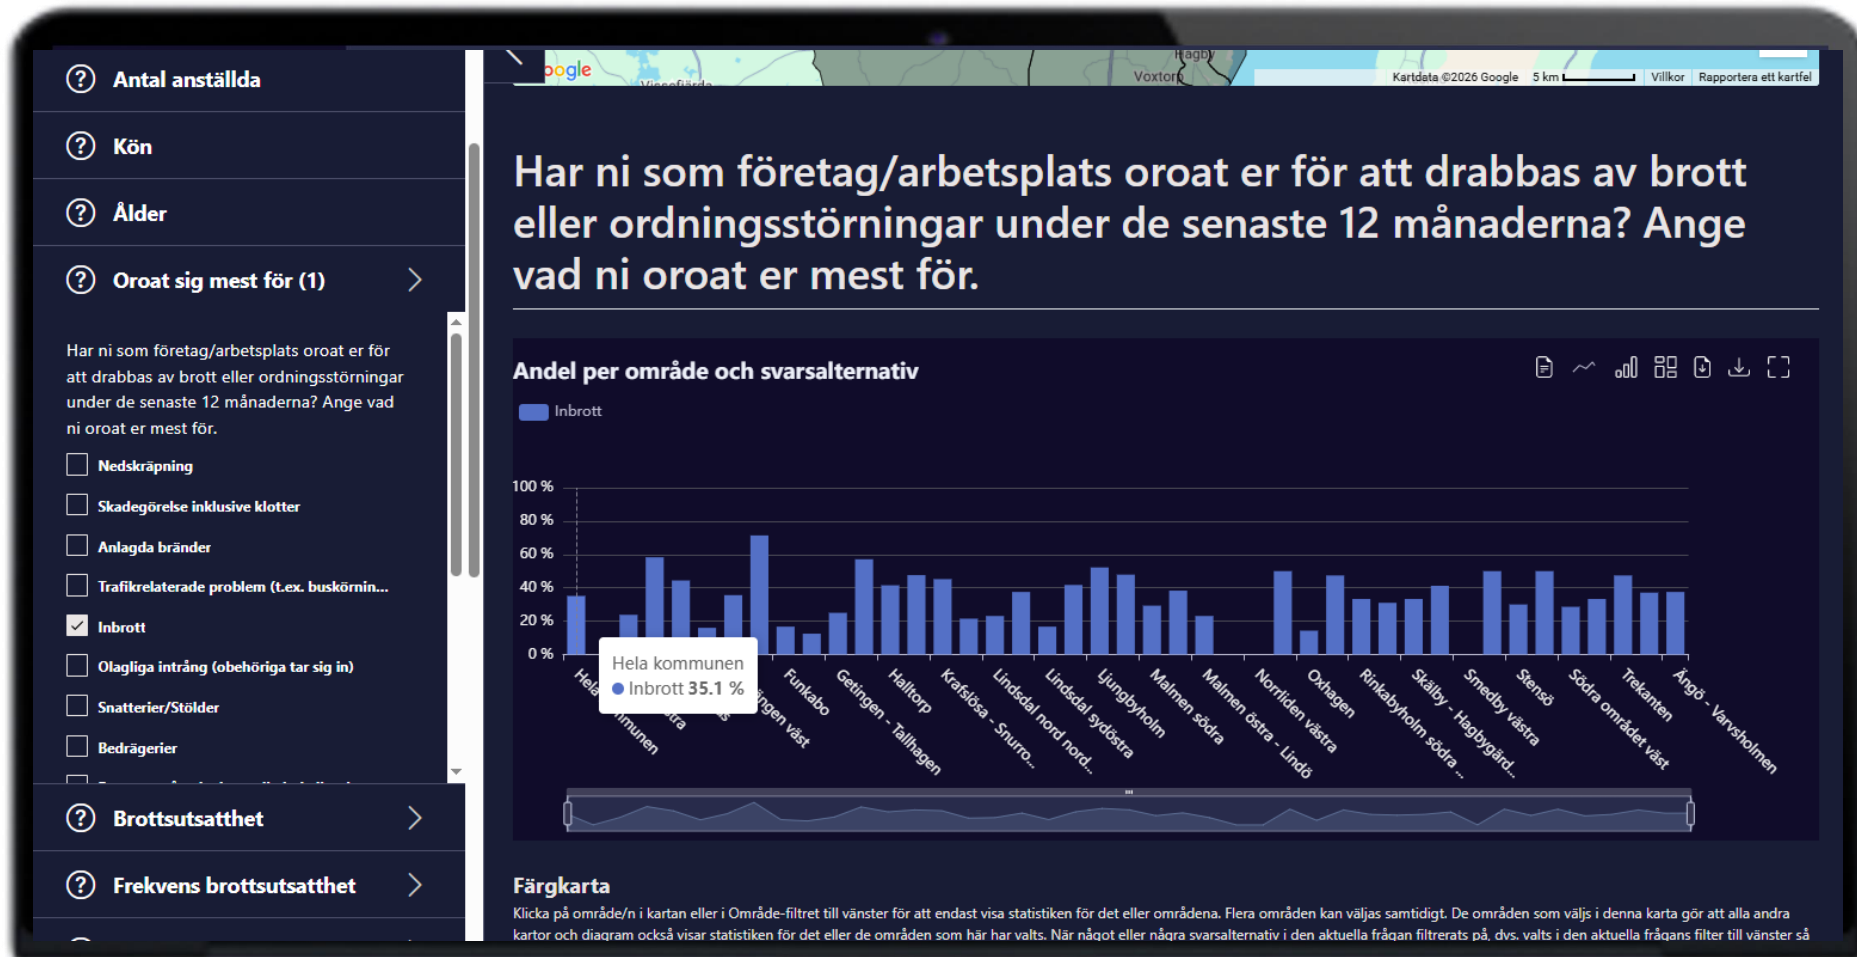 Antal anställda
Kön
Ålder
Oroat sig mest för (1)
Har ni som företag/arbetsplats oroat er för
att drabbas av brott eller ordningsstörningar
under de senaste 12 månaderna? Ange vad
ni oroat er mest för.
Nedskräpning
Skadegörelse inklusive klotter
Anlagda bränder
Trafikrelaterade problem (t.ex. buskörnin...
Inbrott
Olagliga intrång (obehöriga tar sig in)
Snatterier/Stölder
Bedrägerier
Brottsutsatthet
Frekvens brottsutsatthet
Hagby
Voxtorp
Kartdata ©2026 Google
5 km
Villkor
Rapportera ett kartfel
Har ni som företag/arbetsplats oroat er för att drabbas av brott
eller ordningsstörningar under de senaste 12 månaderna? Ange
vad ni oroat er mest för.
Andel per område och svarsalternativ
Inbrott
100 %
80 %
60 %
40 %
20 %
0 %
Hela kommunen
Inbrott 35.1 %
Funkabo
Getingen - Tallhagen
Halltorp
Krafslösa - Snurro...
Lindsdal nord nord...
Lindsdal sydöstra
Ljungbyholm
Malmen södra
Malmen östra - Lindö
Norrliden västra
Oxhagen
Rinkabyholm södra ...
Skälby - Hagbygärd...
Smedby västra
Stensö
Södra området väst
Trekanten
Ängö - Varvsholmen
Färgkarta
Klicka på område/n i kartan eller i Område-filtret till vänster för att endast visa statistiken för det eller områdena. Flera områden kan väljas samtidigt. De områden som väljs i denna karta gör att alla andra
kartor och diagram också visar statistiken för det eller de områden som här har valts. När något eller några svarsalternativ i den aktuella frågan filtrerats på, dvs. valts i den aktuella frågans filter till vänster så